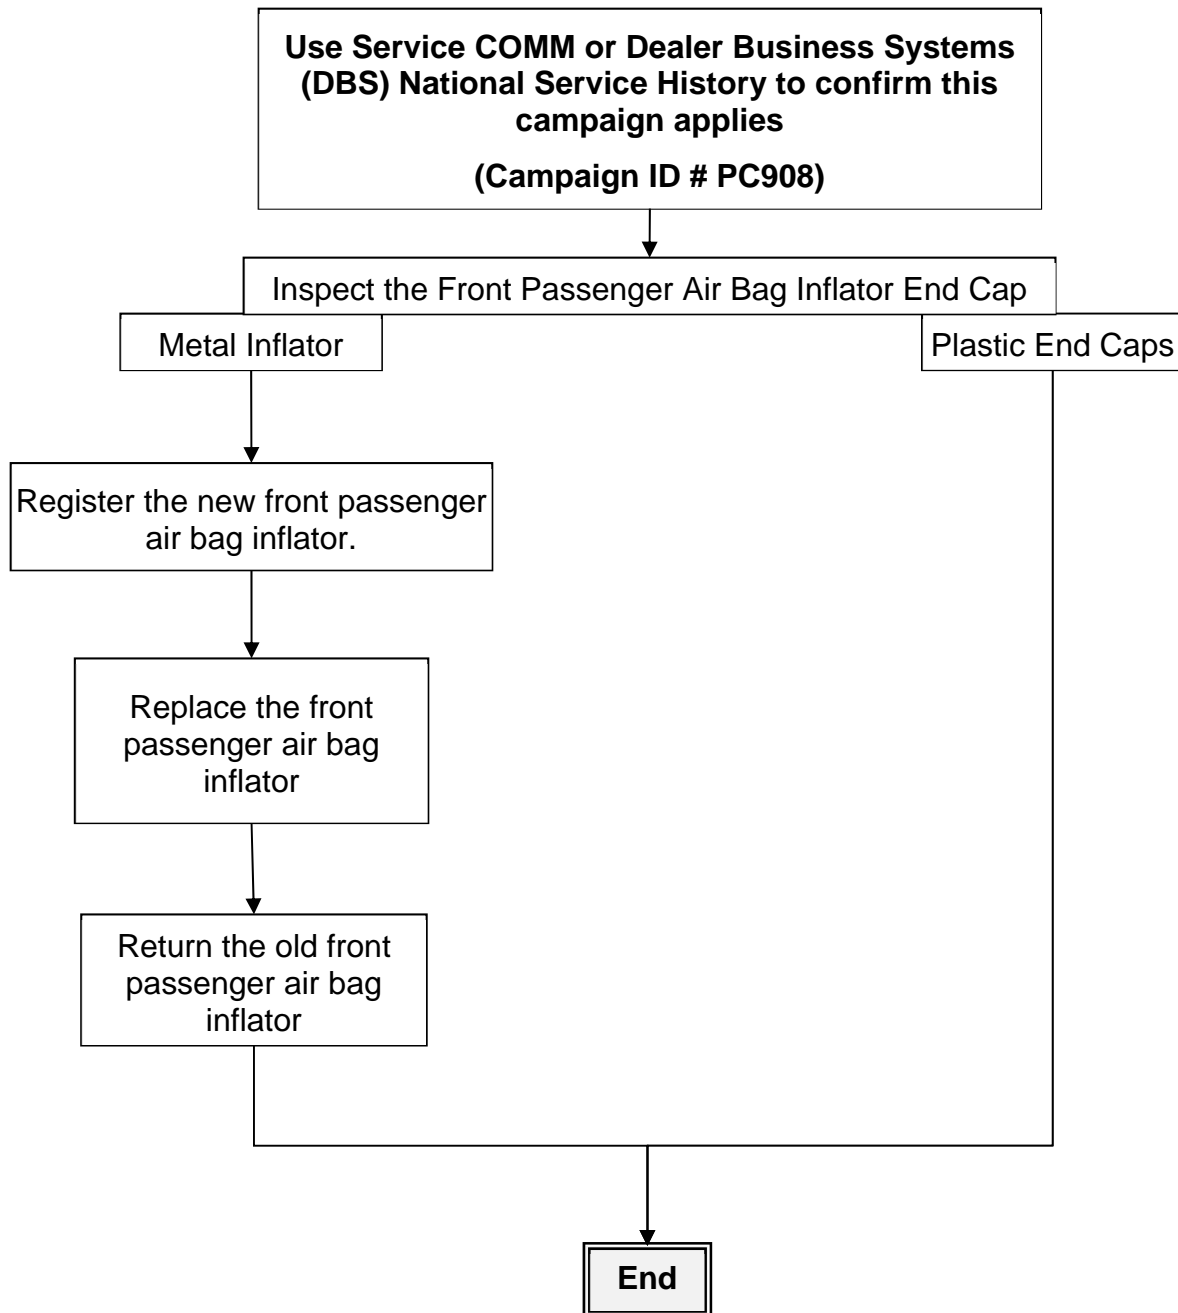 Use Service COMM or Dealer Business Systems
(DBS) National Service History to confirm this
campaign applies
(Campaign ID # PC908)
Inspect the Front Passenger Air Bag Inflator End Cap
Metal Inflator
Plastic End Caps
Register the new front passenger
air bag inflator.
Replace the front
passenger air bag
inflator
Return the old front
passenger air bag
inflator
End